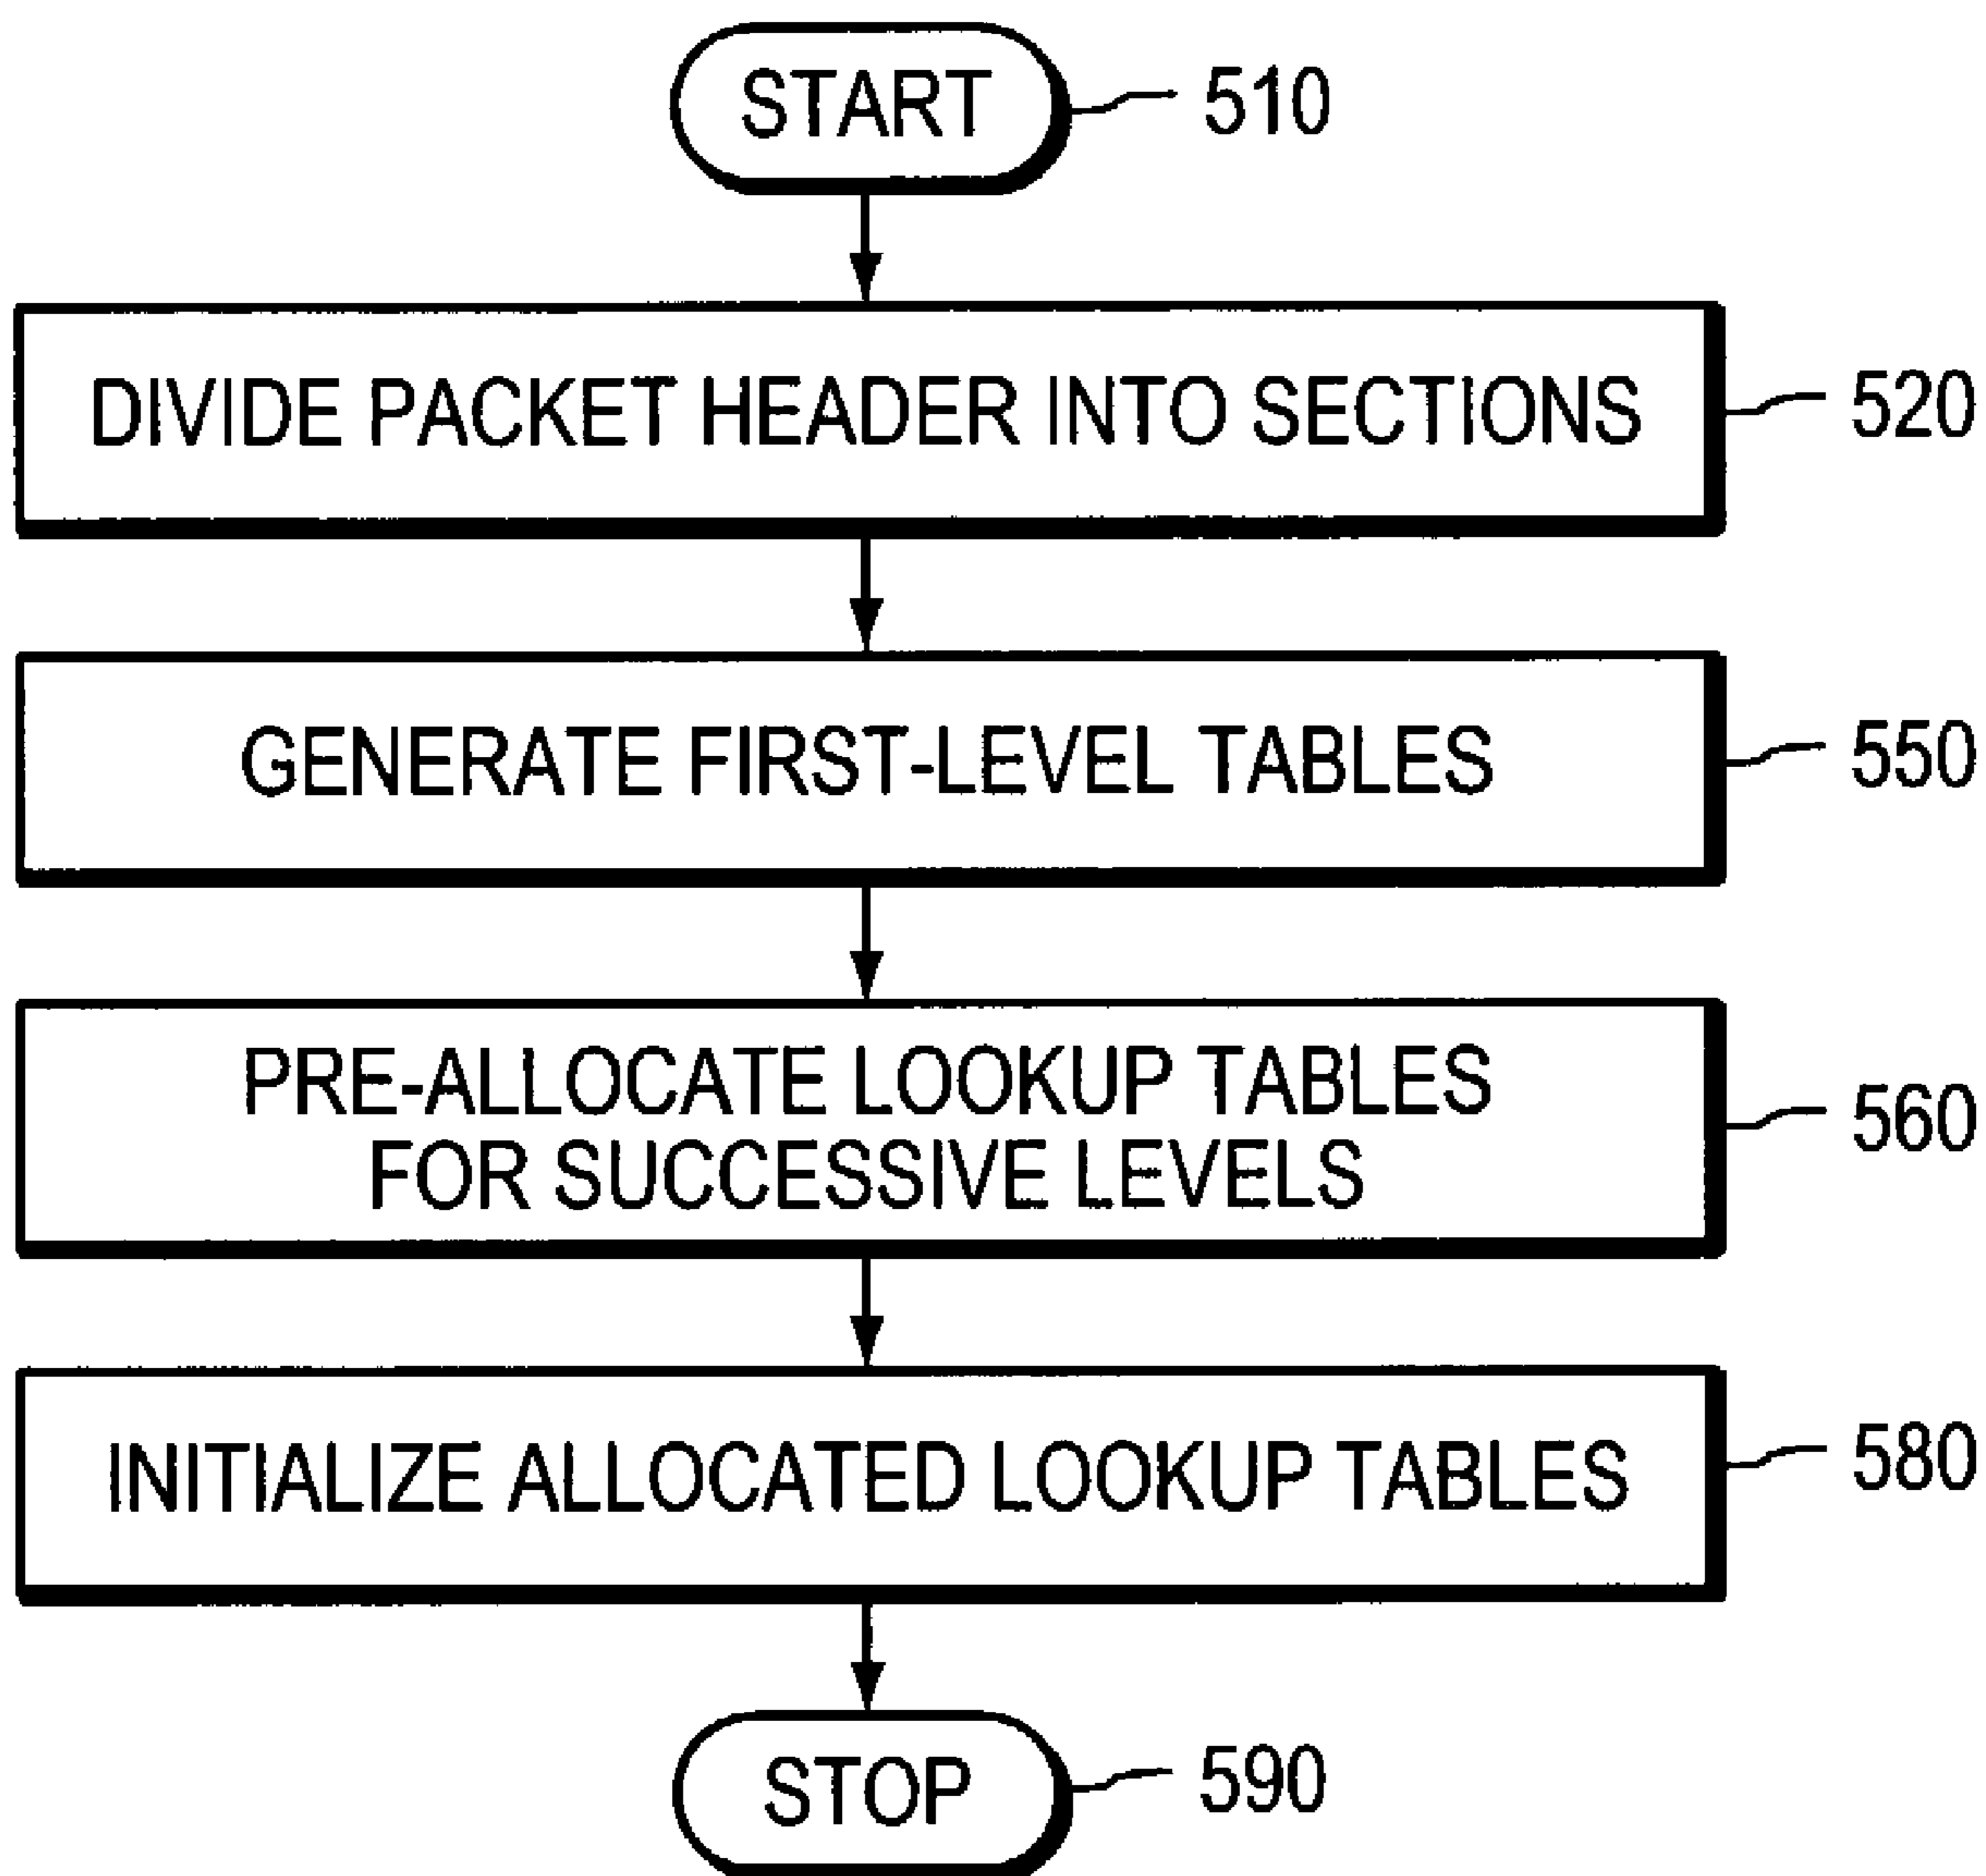 START
510
DIVIDE PACKET HEADER INTO SECTIONS
520
GENERATE FIRST-LEVEL TABLES
550
PRE-ALLOCATE LOOKUP TABLES
FOR SUCCESSIVE LEVELS
560
INITIALIZE ALLOCATED LOOKUP TABLES
580
STOP
590